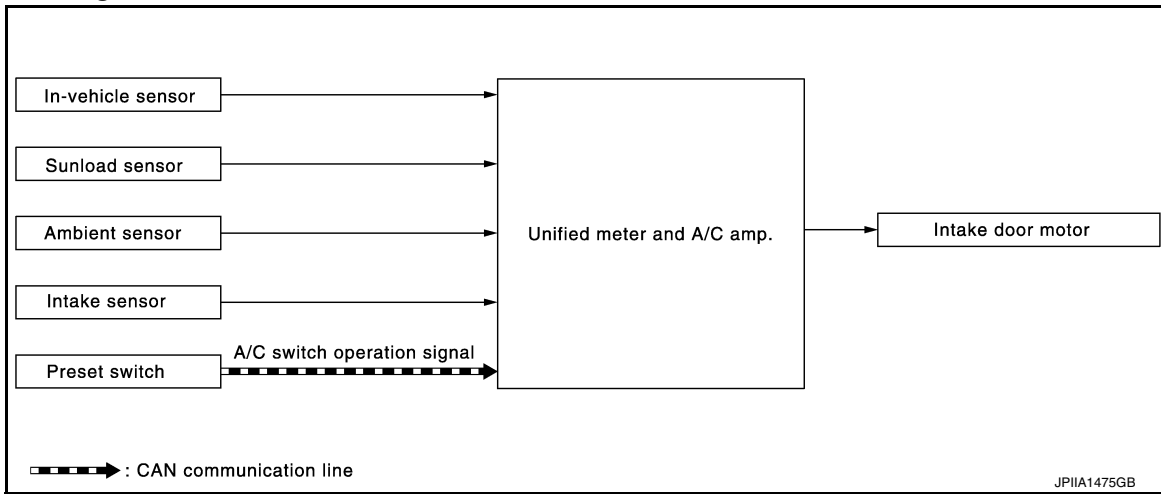 In-vehicle sensor
Sunload sensor
Ambient sensor
Intake sensor
Preset switch
A/C switch operation signal
Unified meter and A/C amp.
Intake door motor
: CAN communication line
JPIIA1475GB